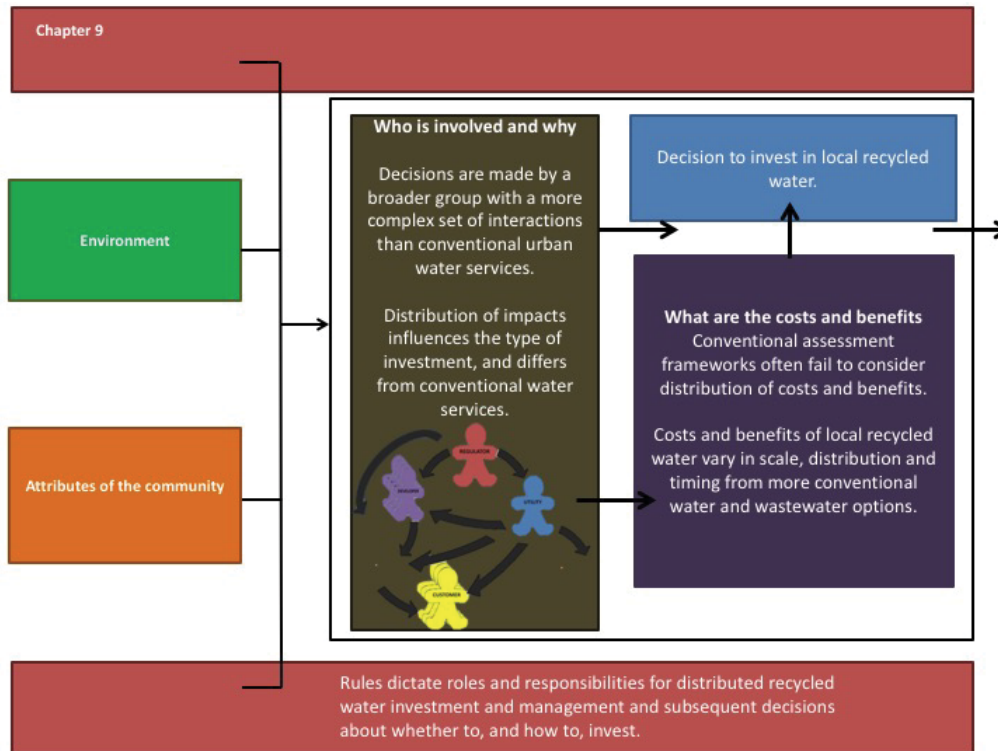 Chapter 9
Who is involved and why
Decisions are made by a
broader group with a more
complex set of interactions
than conventional urban
water services.
Distribution of impacts
influences the type of
investment, and differs
from conventional water
services.
REGULATOR
UTILITY
CUSTOMER
Decision to invest in local recycled
water.
What are the costs and benefits
Conventional assessment
frameworks often fail to consider
distribution of costs and benefits.
Costs and benefits of local recycled
water vary in scale, distribution and
timing from more conventional
water and wastewater options.
Environment
Attributes of the community
Rules dictate roles and responsibilities for distributed recycled
water investment and management and subsequent decisions
about whether to, and how to, invest.